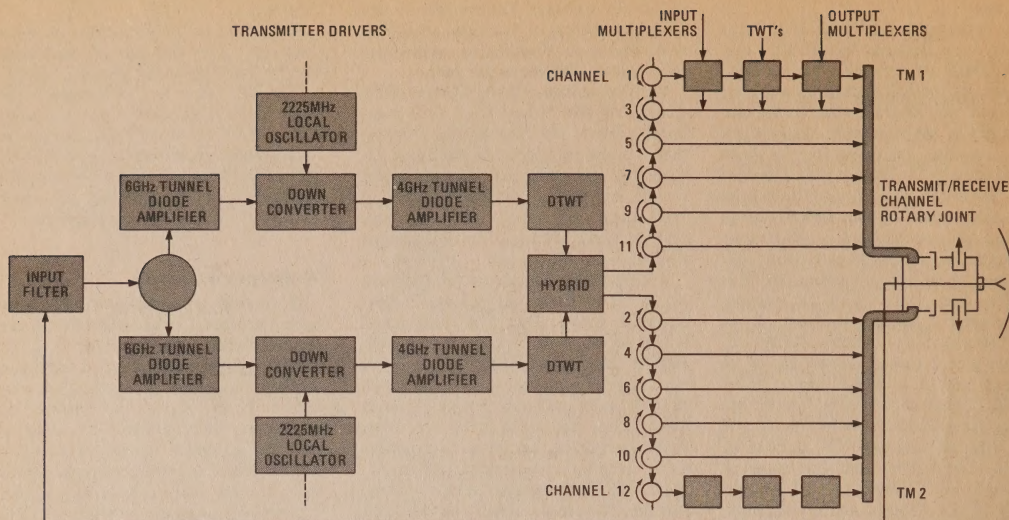 TRANSMITTER DRIVERS
2225MHz
LOCAL
OSCILLATOR
6GHz TUNNEL
DIODE
AMPLIFIER
DOWN
CONVERTER
4GHz TUNNEL
DIODE
AMPLIFIER
DTWT
INPUT
FILTER
HYBRID
6GHz TUNNEL
DIODE
AMPLIFIER
DOWN
CONVERTER
4GHz TUNNEL
DIODE
AMPLIFIER
DTWT
2225MHz
LOCAL
OSCILLATOR
INPUT
MULTIPLEXERS
TWT's
OUTPUT
MULTIPLEXERS
CHANNEL 1
TM 1
3
5
7
9
11
TRANSMIT/RECEIVE
CHANNEL
ROTARY JOINT
2
4
6
8
10
CHANNEL 12
TM 2